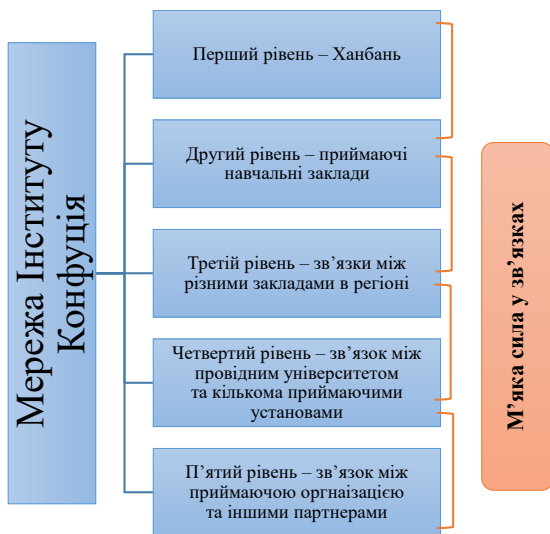 Мережа Інституту
Конфуція
Перший рівень – Ханбань
Другий рівень – приймаючі
навчальні заклади
Третій рівень – зв’язки між
різними закладами в регіоні
Четвертий рівень – зв’язок між
провідним університетом
та кількома приймаючими
установами
П’ятий рівень – зв’язок між
приймаючою оргнаізацією
та іншими партнерами
М’яка сила у зв’язках